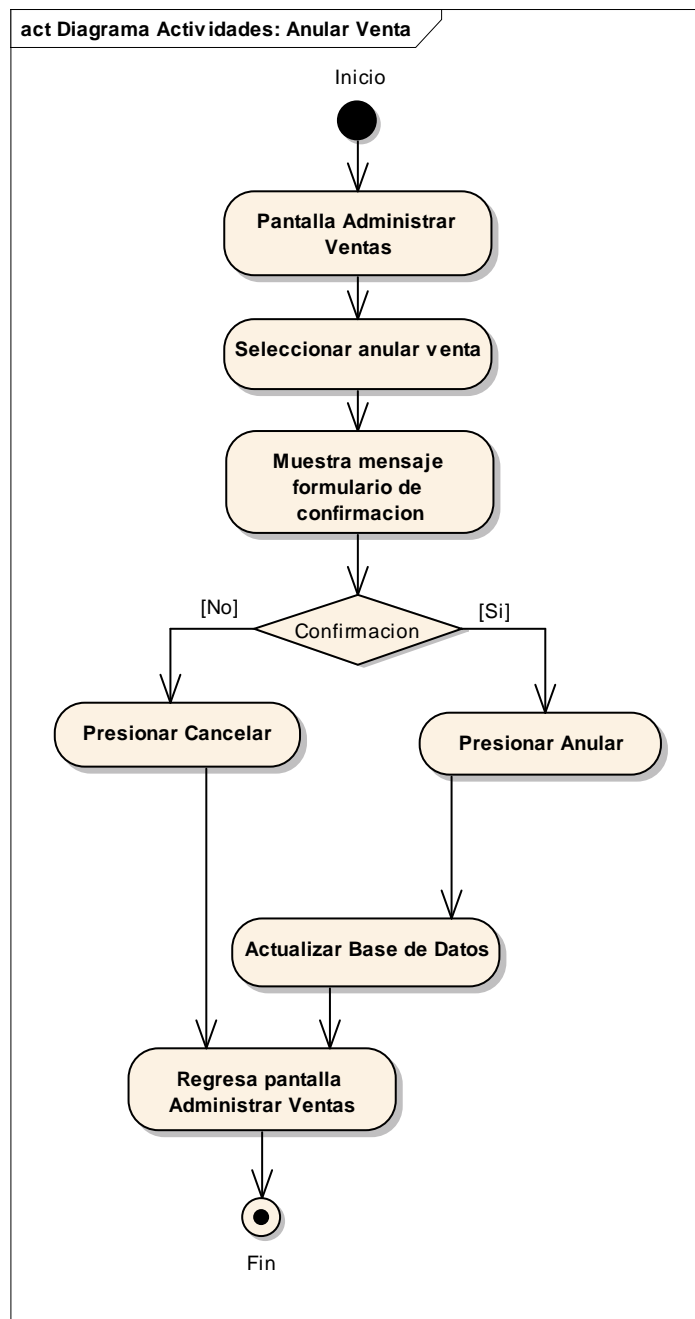 act Diagrama Actividades: Anular Venta
Inicio
Pantalla Administrar
Ventas
Seleccionar anular venta
Muestra mensaje
formulario de
confirmacion
[No]
Confirmacion
[Si]
Presionar Cancelar
Presionar Anular
Actualizar Base de Datos
Regresa pantalla
Administrar Ventas
Fin